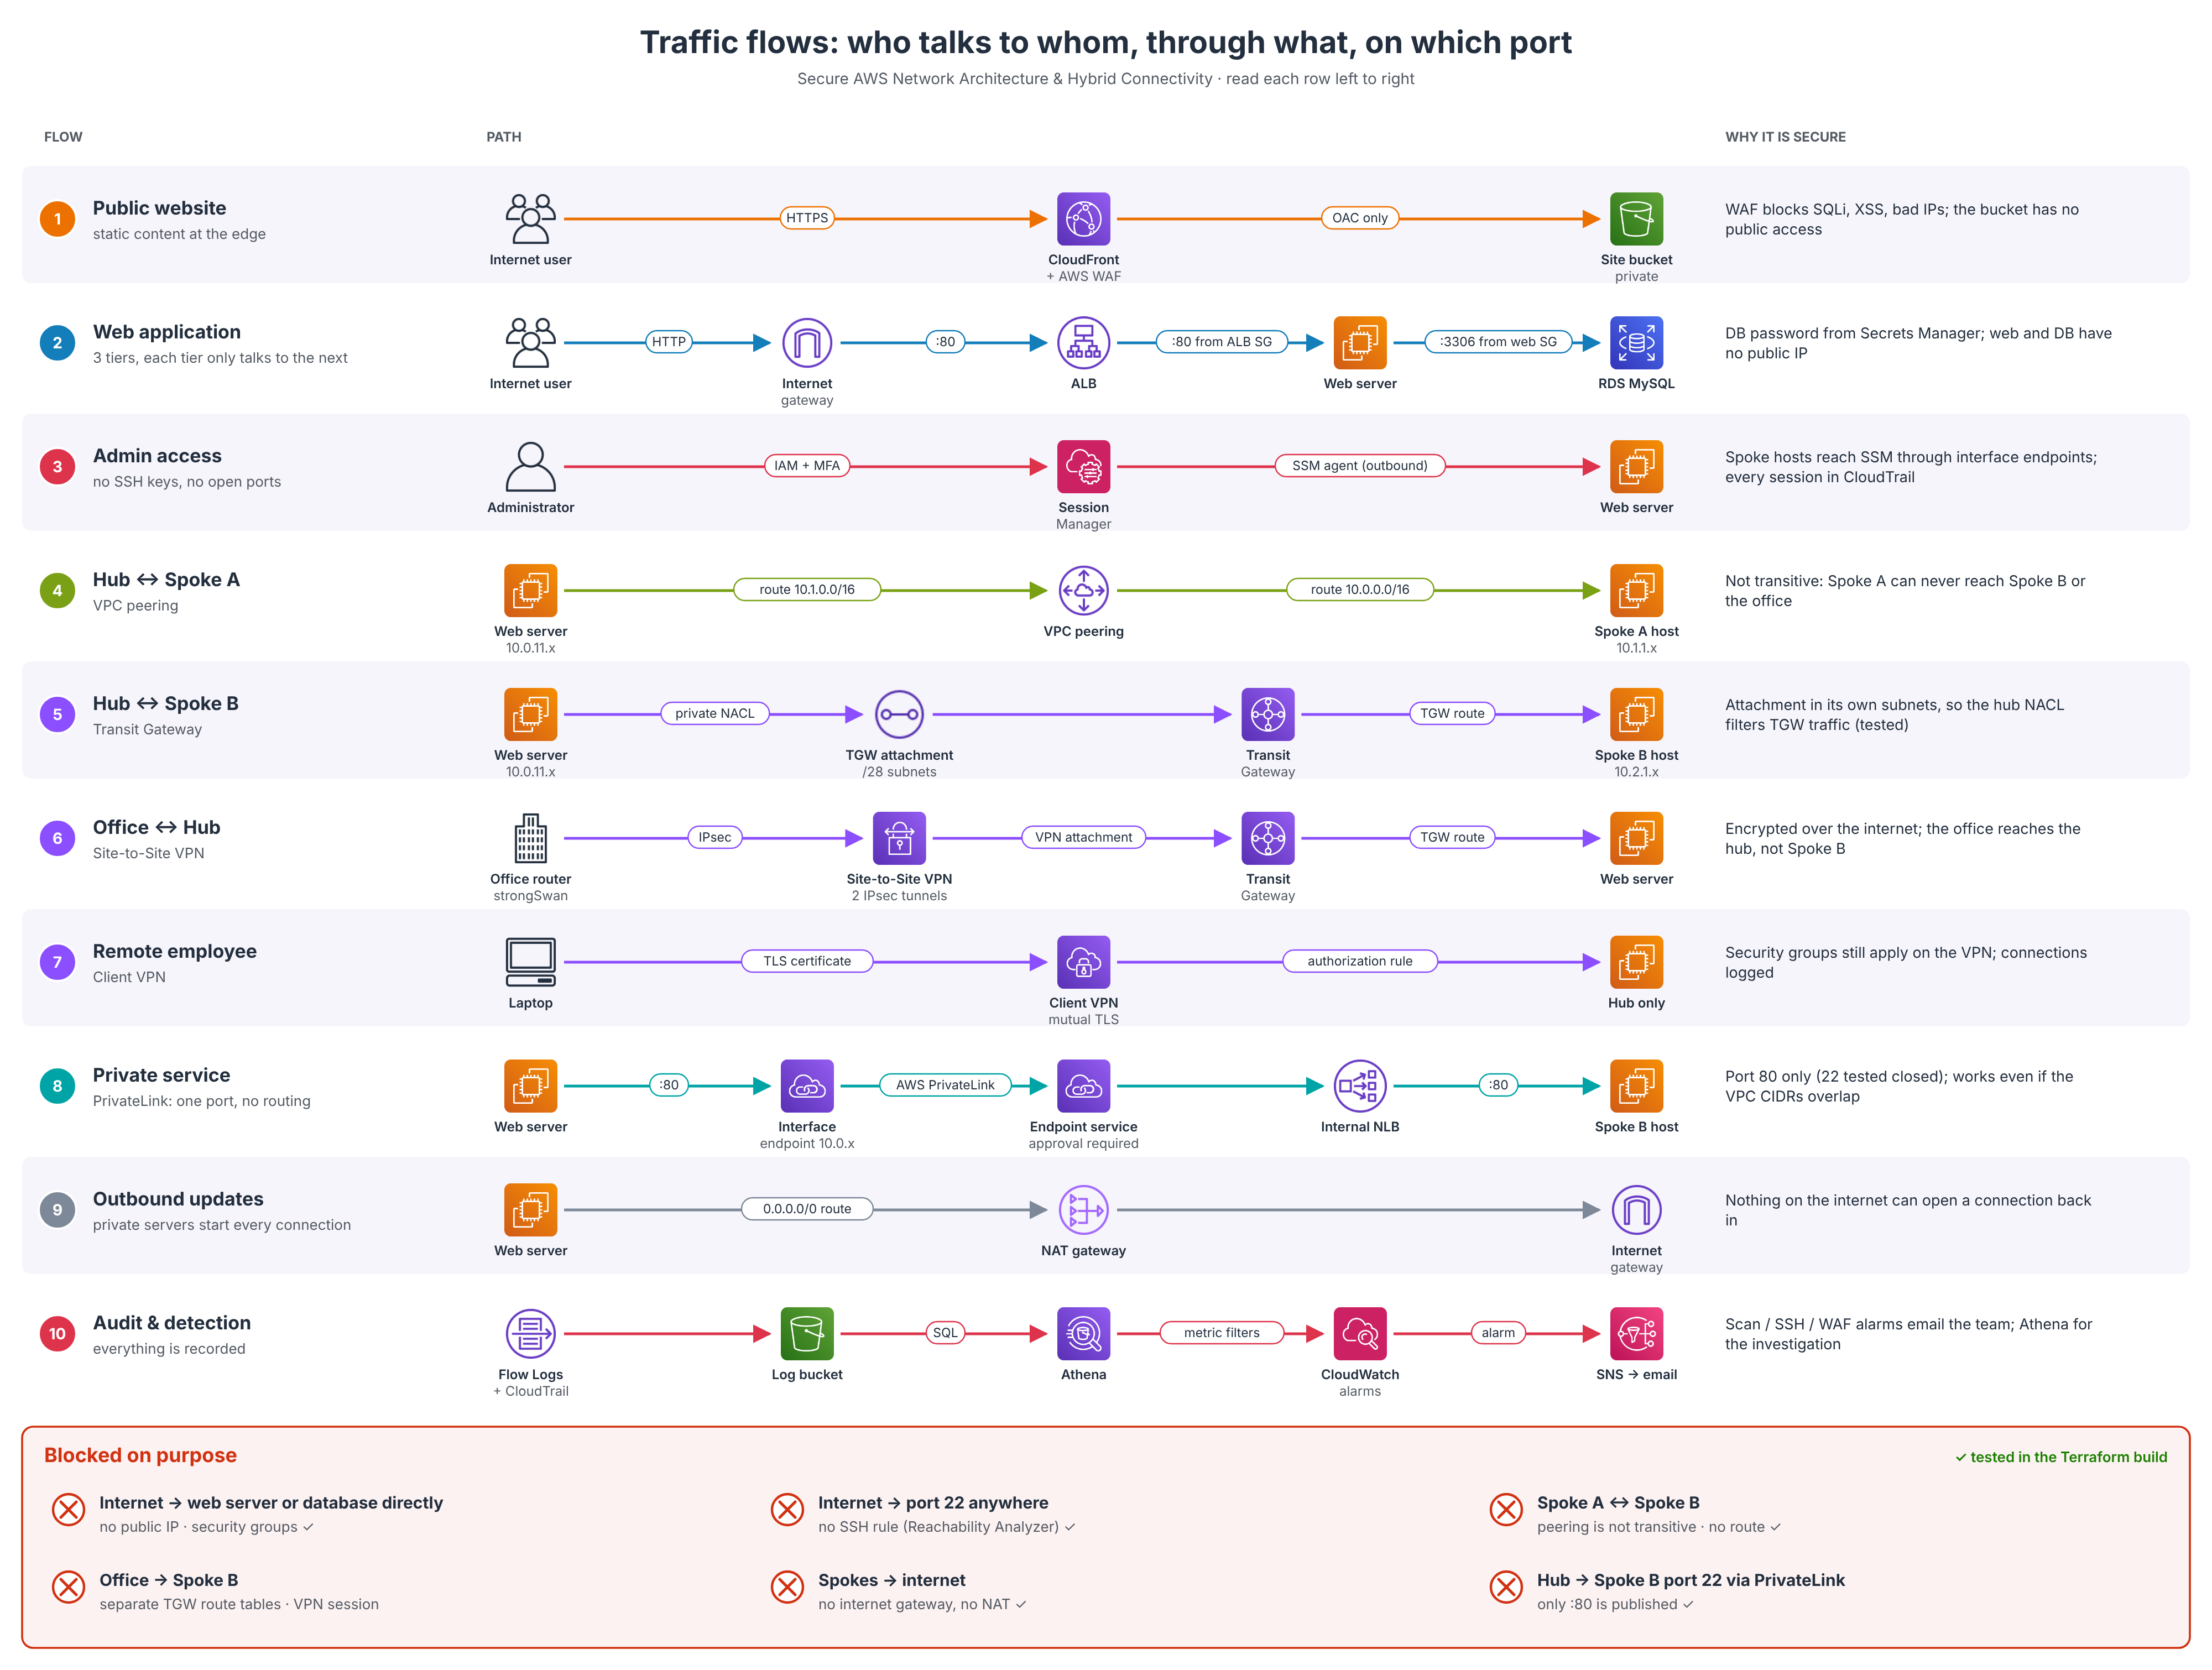 Traffic flows: who talks to whom, through what, on which port
Secure AWS Network Architecture & Hybrid Connectivity · read each row left to right
FLOW
PATH
WHY IT IS SECURE
1
Public website
static content at the edge
Internet user
HTTPS
CloudFront
+ AWS WAF
OAC only
Site bucket
private
WAF blocks SQLi, XSS, bad IPs; the bucket has no
public access
2
Web application
3 tiers, each tier only talks to the next
Internet user
HTTP
Internet
gateway
:80
ALB
:80 from ALB SG
Web server
:3306 from web SG
RDS MySQL
DB password from Secrets Manager; web and DB have
no public IP
3
Admin access
no SSH keys, no open ports
Administrator
IAM + MFA
Session
Manager
SSM agent (outbound)
Web server
Spoke hosts reach SSM through interface endpoints;
every session in CloudTrail
4
Hub ↔ Spoke A
VPC peering
Web server
10.0.11.x
route 10.1.0.0/16
VPC peering
route 10.0.0.0/16
Spoke A host
10.1.1.x
Not transitive: Spoke A can never reach Spoke B or
the office
5
Hub ↔ Spoke B
Transit Gateway
Web server
10.0.11.x
private NACL
TGW attachment
/28 subnets
Transit
Gateway
TGW route
Spoke B host
10.2.1.x
Attachment in its own subnets, so the hub NACL
filters TGW traffic (tested)
6
Office ↔ Hub
Site-to-Site VPN
Office router
strongSwan
IPsec
Site-to-Site VPN
2 IPsec tunnels
VPN attachment
Transit
Gateway
TGW route
Web server
Encrypted over the internet; the office reaches the
hub, not Spoke B
7
Remote employee
Client VPN
Laptop
TLS certificate
Client VPN
mutual TLS
authorization rule
Hub only
Security groups still apply on the VPN; connections
logged
8
Private service
PrivateLink: one port, no routing
Web server
:80
Interface
endpoint 10.0.x
AWS PrivateLink
Endpoint service
approval required
Internal NLB
:80
Spoke B host
Port 80 only (22 tested closed); works even if the
VPC CIDRs overlap
9
Outbound updates
private servers start every connection
Web server
0.0.0.0/0 route
NAT gateway
Internet
gateway
Nothing on the internet can open a connection back
in
10
Audit & detection
everything is recorded
Flow Logs
+ CloudTrail
Log bucket
SQL
Athena
metric filters
CloudWatch
alarms
alarm
SNS → email
Scan / SSH / WAF alarms email the team; Athena for
the investigation
Blocked on purpose
✓ tested in the Terraform build
Internet → web server or database directly
no public IP · security groups ✓
Internet → port 22 anywhere
no SSH rule (Reachability Analyzer) ✓
Spoke A ↔ Spoke B
peering is not transitive · no route ✓
Office → Spoke B
separate TGW route tables · VPN session
Spokes → internet
no internet gateway, no NAT ✓
Hub → Spoke B port 22 via PrivateLink
only :80 is published ✓